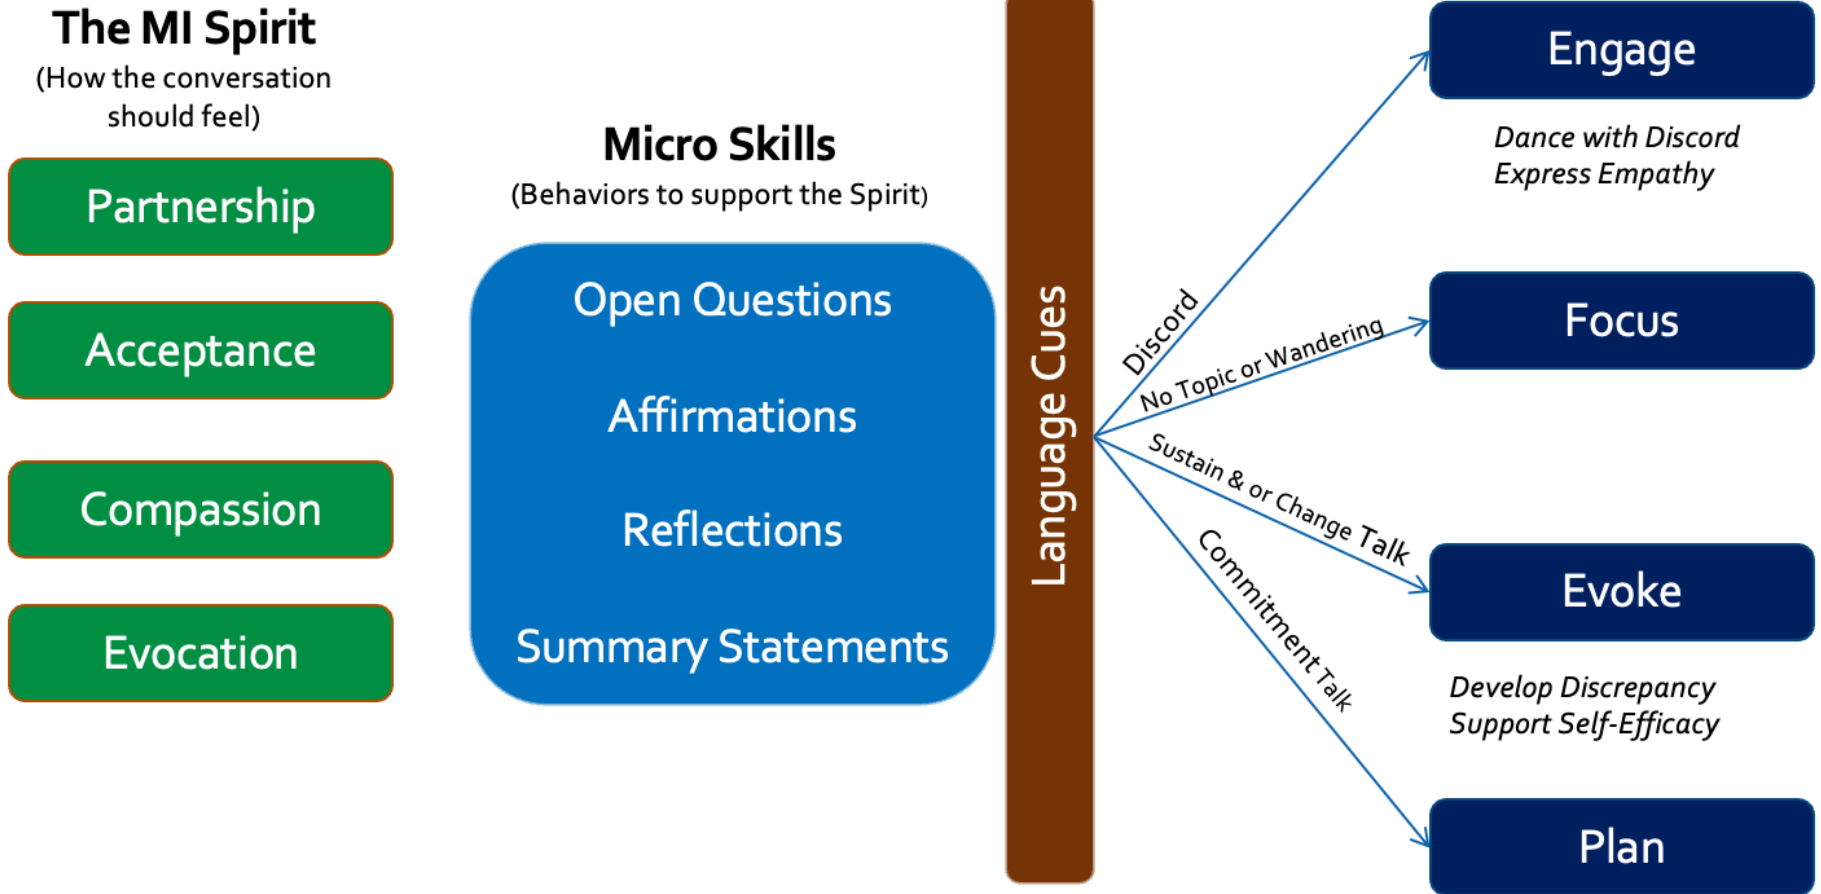 The MI Spirit
(How the conversation
should feel)
Partnership
Acceptance
Compassion
Evocation
Micro Skills
(Behaviors to support the Spirit)
Open Questions
Affirmations
Reflections
Summary Statements
Language Cues
Discord
No Topic or Wandering
Sustain & or Change Talk
Commitment Talk
Engage
Dance with Discord
Express Empathy
Focus
Evoke
Develop Discrepancy
Support Self-Efficacy
Plan